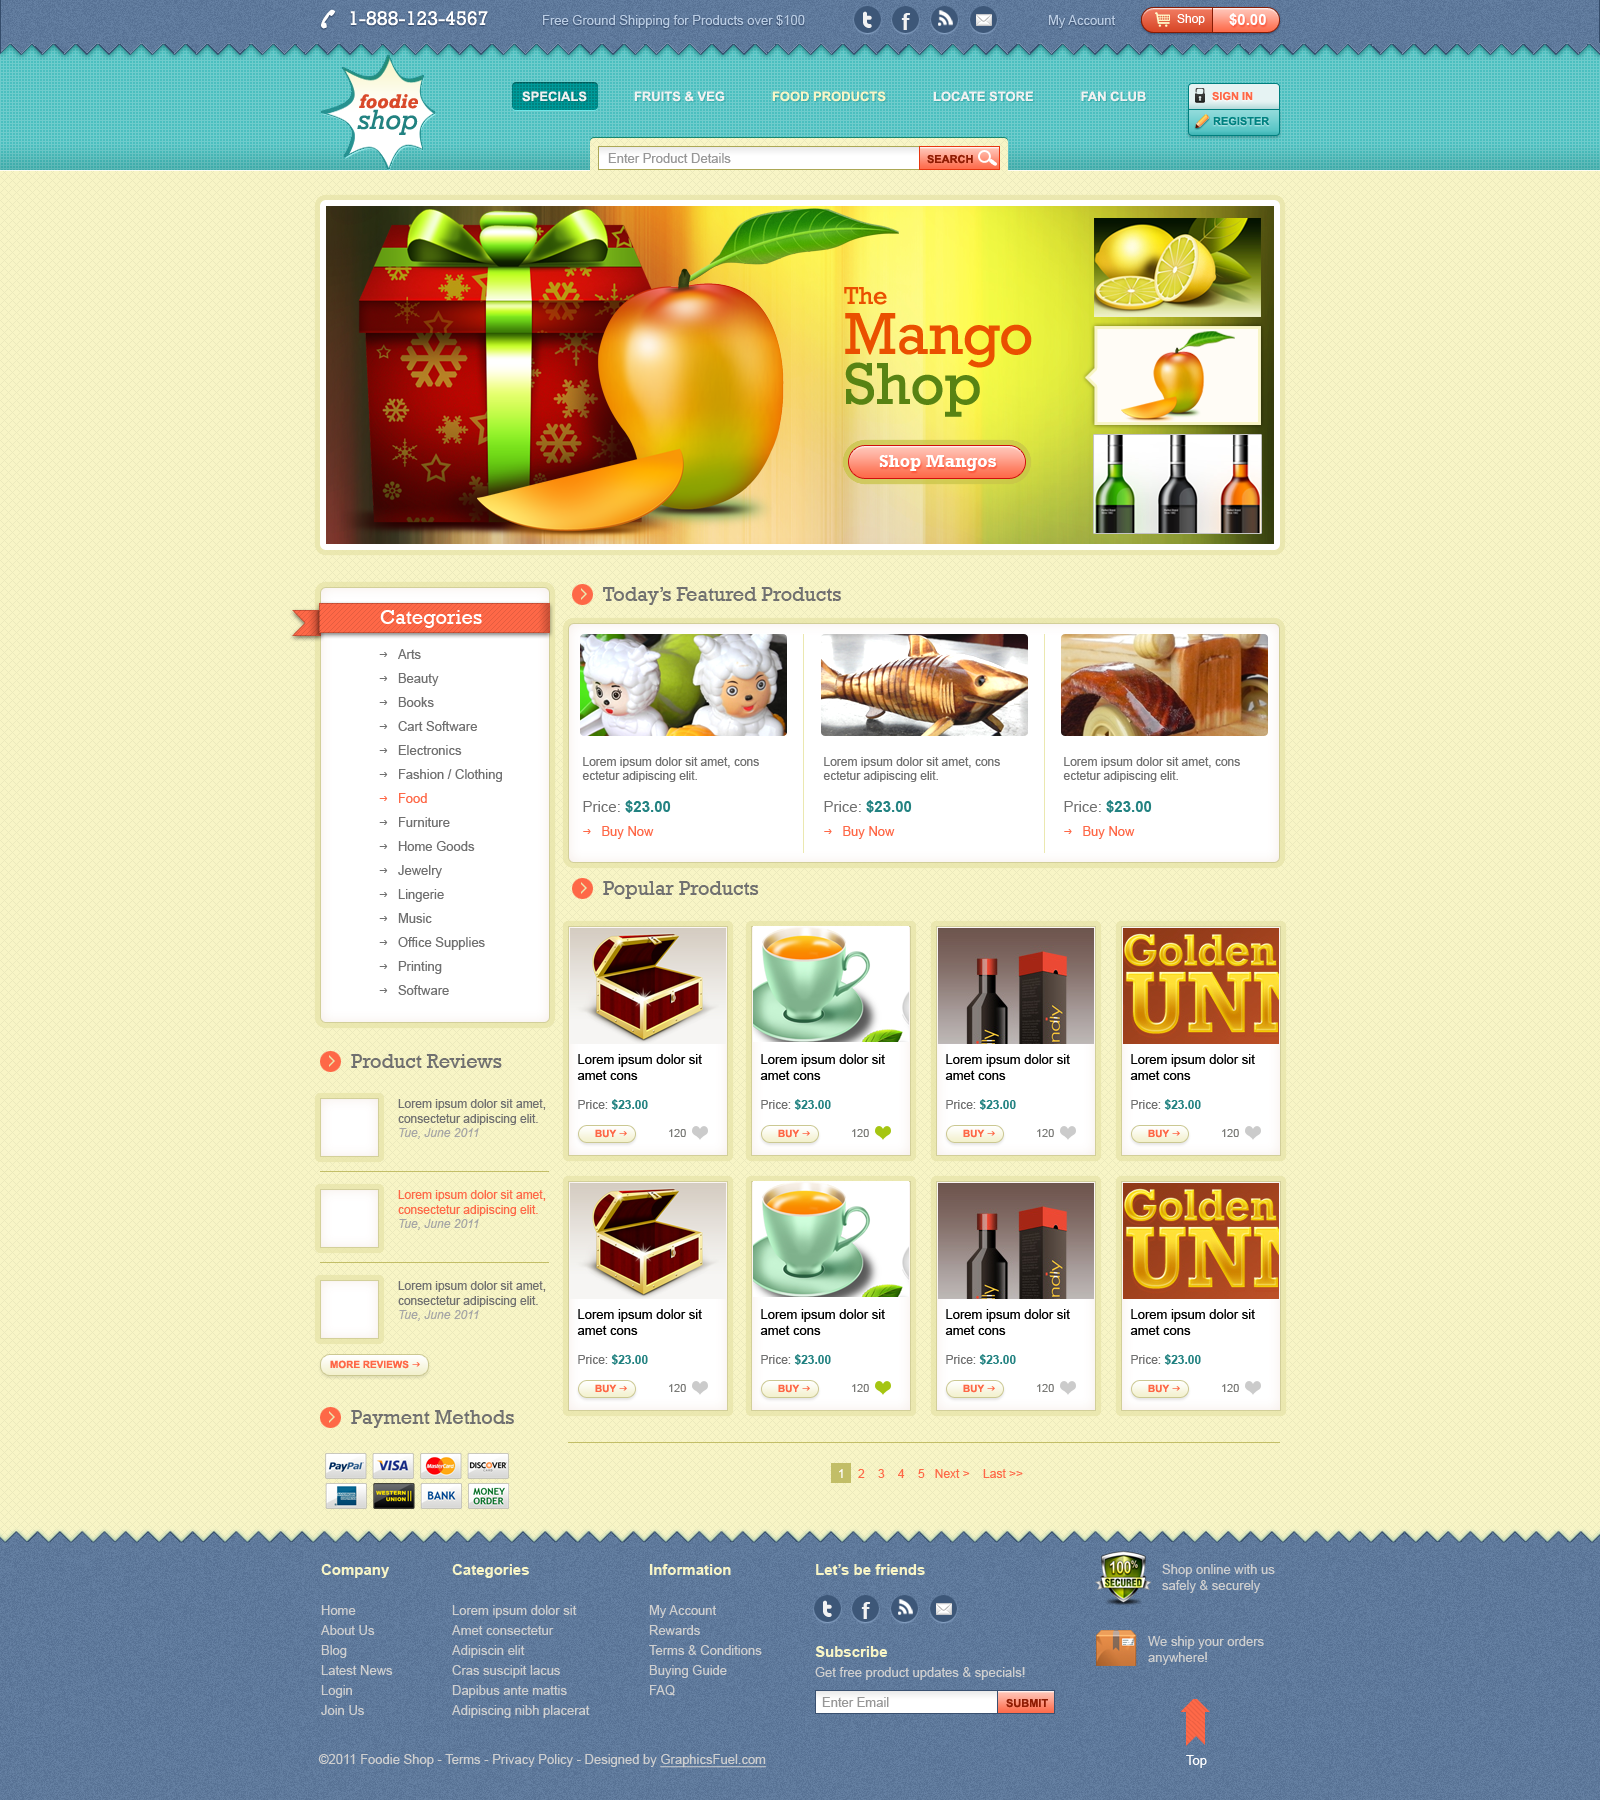 1-888-123-4567
Free Ground Shipping for Products over $100
My Account
Shop $0.00
foodie
shop
SPECIALS
FRUITS & VEG
FOOD PRODUCTS
LOCATE STORE
FAN CLUB
SIGN IN
REGISTER
Enter Product Details
SEARCH
The
Mango
Shop
Shop Mangos
Categories
Arts
Beauty
Books
Cart Software
Electronics
Fashion / Clothing
Food
Furniture
Home Goods
Jewelry
Lingerie
Music
Office Supplies
Printing
Software
Today's Featured Products
Lorem ipsum dolor sit amet, cons
ectetur adipiscing elit.
Price: $23.00
Buy Now
Lorem ipsum dolor sit amet, cons
ectetur adipiscing elit.
Price: $23.00
Buy Now
Lorem ipsum dolor sit amet, cons
ectetur adipiscing elit.
Price: $23.00
Buy Now
Popular Products
Lorem ipsum dolor sit
amet cons
Price: $23.00
BUY
120
Lorem ipsum dolor sit
amet cons
Price: $23.00
BUY
120
ndiy
Lorem ipsum dolor sit
amet cons
Price: $23.00
BUY
120
Golden
UNI
Lorem ipsum dolor sit
amet cons
Price: $23.00
BUY
120
Lorem ipsum dolor sit
amet cons
Price: $23.00
BUY
120
Lorem ipsum dolor sit
amet cons
Price: $23.00
BUY
120
ndiy
Lorem ipsum dolor sit
amet cons
Price: $23.00
BUY
120
Golden
UNI
Lorem ipsum dolor sit
amet cons
Price: $23.00
BUY
120
1 2 3 4 5 Next > Last >>
Product Reviews
Lorem ipsum dolor sit amet,
consectetur adipiscing elit.
Tue, June 2011
Lorem ipsum dolor sit amet,
consectetur adipiscing elit.
Tue, June 2011
Lorem ipsum dolor sit amet,
consectetur adipiscing elit.
Tue, June 2011
MORE REVIEWS
Payment Methods
PayPal
VISA
MasterCard
DISCOVER
WESTERN
UNION
BANK
MONEY
ORDER
Company
Home
About Us
Blog
Latest News
Login
Join Us
Categories
Lorem ipsum dolor sit
Amet consectetur
Adipiscin elit
Cras suscipit lacus
Dapibus ante mattis
Adipiscing nibh placerat
Information
My Account
Rewards
Terms & Conditions
Buying Guide
FAQ
Let's be friends
Subscribe
Get free product updates & specials!
Enter Email
SUBMIT
100%
SECURED
Shop online with us
safely & securely
We ship your orders
anywhere!
Top
©2011 Foodie Shop - Terms - Privacy Policy - Designed by GraphicsFuel.com